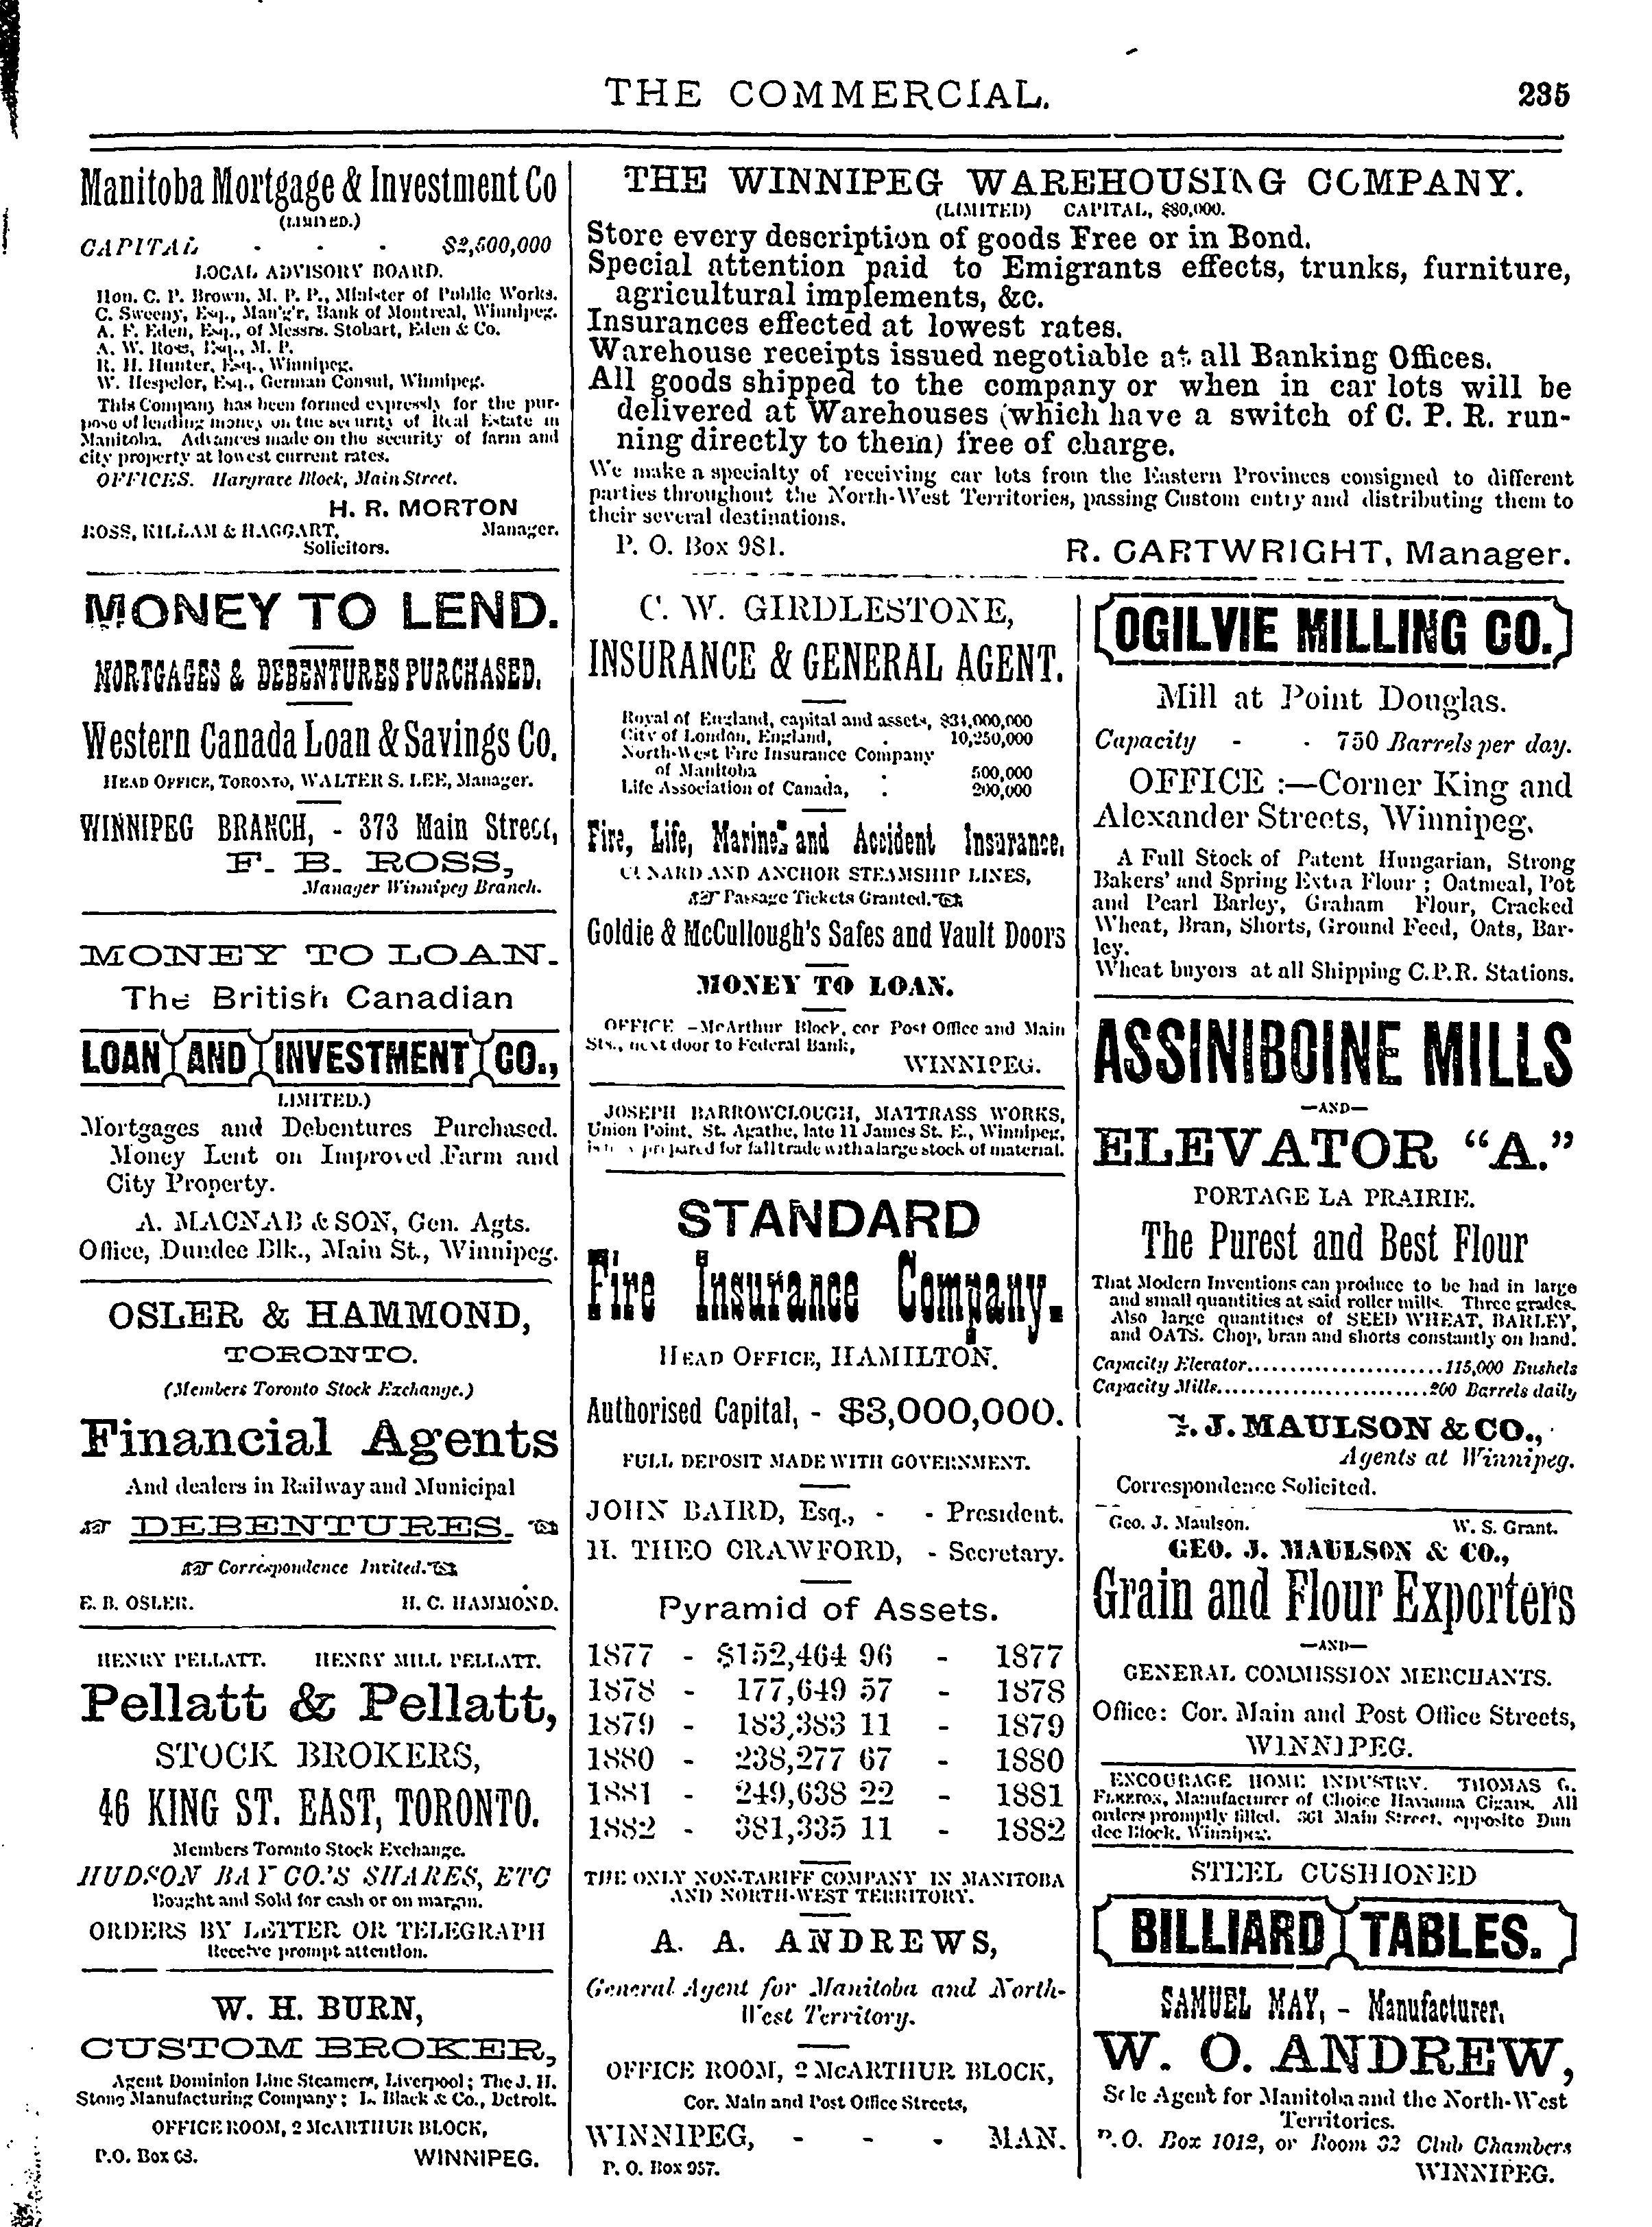 THE COMMERCIAL.
235
Manitoba Mortgage & Investment Co
(LIMITED.)
CAPITAL - - - $2,500,000
LOCAL ADVISORY BOARD.
Hon. C. P. Brown, M. P. P., Minister of Public Works.
C. Sweeny, Esq., Man'g'r, Bank of Montreal, Winnipeg.
A. F. Eden, Esq., of Messrs. Stobart, Eden & Co.
A. W. Ross, Esq., M. P.
R. H. Hunter, Esq., Winnipeg.
W. Hespeler, Esq., German Consul, Winnipeg.
This Company has been formed expressly for the pur-
pose of lending money on the security of Real Estate in
Manitoba. Advances made on the security of farm and
city property at lowest current rates.
OFFICES. Hargrave Block, Main Street.
H. R. MORTON
Manager.
ROSS, KILLAM & HAGGART,
Solicitors.
MONEY TO LEND.
MORTGAGES & DEBENTURES PURCHASED.
Western Canada Loan & Savings Co.
HEAD OFFICE, TORONTO, WALTER S. LEE, Manager.
WINNIPEG BRANCH, - 373 Main Street,
F. B. ROSS,
Manager Winnipeg Branch.
MONEY TO LOAN.
The British Canadian
LOAN AND INVESTMENT CO.,
LIMITED.)
Mortgages and Debentures Purchased.
Money Lent on Improved Farm and
City Property.
A. MACNAB & SON, Gen. Agts.
Office, Dundee Blk., Main St., Winnipeg.
OSLER & HAMMOND,
TORONTO.
(Members Toronto Stock Exchange.)
Financial Agents
And dealers in Railway and Municipal
☞ DEBENTURES. ☜
☞ Correspondence Invited. ☜
E. B. OSLER. H. C. HAMMOND.
HENRY PELLATT. HENRY MILL PELLATT.
Pellatt & Pellatt,
STOCK BROKERS,
46 KING ST. EAST, TORONTO.
Members Toronto Stock Exchange.
HUDSON BAY CO.'S SHARES, ETC
Bought and Sold for cash or on margin.
ORDERS BY LETTER OR TELEGRAPH
Receive prompt attention.
W. H. BURN,
CUSTOM BROKER,
Agent Dominion Line Steamers, Liverpool; The J. H.
Stone Manufacturing Company; L. Black & Co., Detroit.
OFFICE ROOM, 2 McARTHUR BLOCK,
P.O. Box 63. WINNIPEG.
THE WINNIPEG WAREHOUSING COMPANY.
(LIMITED) CAPITAL, $80,000.
Store every description of goods Free or in Bond.
Special attention paid to Emigrants effects, trunks, furniture,
agricultural implements, &c.
Insurances effected at lowest rates.
Warehouse receipts issued negotiable at all Banking Offices.
All goods shipped to the company or when in car lots will be
delivered at Warehouses (which have a switch of C. P. R. run-
ning directly to them) free of charge.
We make a specialty of receiving car lots from the Eastern Provinces consigned to different
parties throughout the North-West Territories, passing Custom entry and distributing them to
their several destinations.
P. O. Box 981. R. CARTWRIGHT, Manager.
C. W. GIRDLESTONE,
INSURANCE & GENERAL AGENT.
Royal of England, capital and assets, $34,000,000
City of London, England, . 10,250,000
North-West Fire Insurance Company
of Manitoba . . 500,000
Life Association of Canada, . 200,000
Fire, Life, Marine and Accident Insurance.
CUNARD AND ANCHOR STEAMSHIP LINES,
☞ Passage Tickets Granted. ☜
Goldie & McCullough's Safes and Vault Doors
MONEY TO LOAN.
OFFICE -McArthur Block, cor Post Office and Main
Sts., next door to Federal Bank,
WINNIPEG.
JOSEPH BARROWCLOUGH, MATTRASS WORKS,
Union Point, St. Agathe, late 11 James St. E., Winnipeg,
prepared for fall trade with a large stock of material.
STANDARD
Fire Insurance Company.
HEAD OFFICE, HAMILTON.
Authorised Capital, - $3,000,000.
FULL DEPOSIT MADE WITH GOVERNMENT.
JOHN BAIRD, Esq., - - President.
H. THEO CRAWFORD, - Secretary.
Pyramid of Assets.
1877 - $152,464 96 - 1877
1878 - 177,649 57 - 1878
1879 - 183,383 11 - 1879
1880 - 238,277 67 - 1880
1881 - 249,638 22 - 1881
1882 - 381,335 11 - 1882
THE ONLY NON-TARIFF COMPANY IN MANITOBA
AND NORTH-WEST TERRITORY.
A. A. ANDREWS,
General Agent for Manitoba and North-
West Territory.
OFFICE ROOM, 2 McARTHUR BLOCK,
Cor. Main and Post Office Streets,
WINNIPEG, - - - MAN.
P. O. Box 957.
OGILVIE MILLING CO.
Mill at Point Douglas.
Capacity - - 750 Barrels per day.
OFFICE :—Corner King and
Alexander Streets, Winnipeg.
A Full Stock of Patent Hungarian, Strong
Bakers' and Spring Extra Flour; Oatmeal, Pot
and Pearl Barley, Graham Flour, Cracked
Wheat, Bran, Shorts, Ground Feed, Oats, Bar-
ley.
Wheat buyers at all Shipping C.P.R. Stations.
ASSINIBOINE MILLS
—AND—
ELEVATOR "A."
PORTAGE LA PRAIRIE.
The Purest and Best Flour
That Modern Inventions can produce to be had in large
and small quantities at said roller mills. Three grades.
Also large quantities of SEED WHEAT, BARLEY,
and OATS. Chop, bran and shorts constantly on hand.
Capacity Elevator........................115,000 Bushels
Capacity Mills..........................200 Barrels daily
J. MAULSON & CO.,
Agents at Winnipeg.
Correspondence Solicited.
Geo. J. Maulson. W. S. Grant.
GEO. J. MAULSON & CO.,
Grain and Flour Exporters
—AND—
GENERAL COMMISSION MERCHANTS.
Office: Cor. Main and Post Office Streets,
WINNIPEG.
ENCOURAGE HOME INDUSTRY. THOMAS G.
Manufacturer of Choice Havanna Cigars. All
orders promptly filled. 361 Main Street, opposite Dun
dee Block, Winnipeg.
STEEL CUSHIONED
BILLIARD TABLES.
SAMUEL MAY, - Manufacturer.
W. O. ANDREW,
Sole Agent for Manitoba and the North-West
Territories.
P.O. Box 1012, or Room 32 Club Chambers
WINNIPEG.